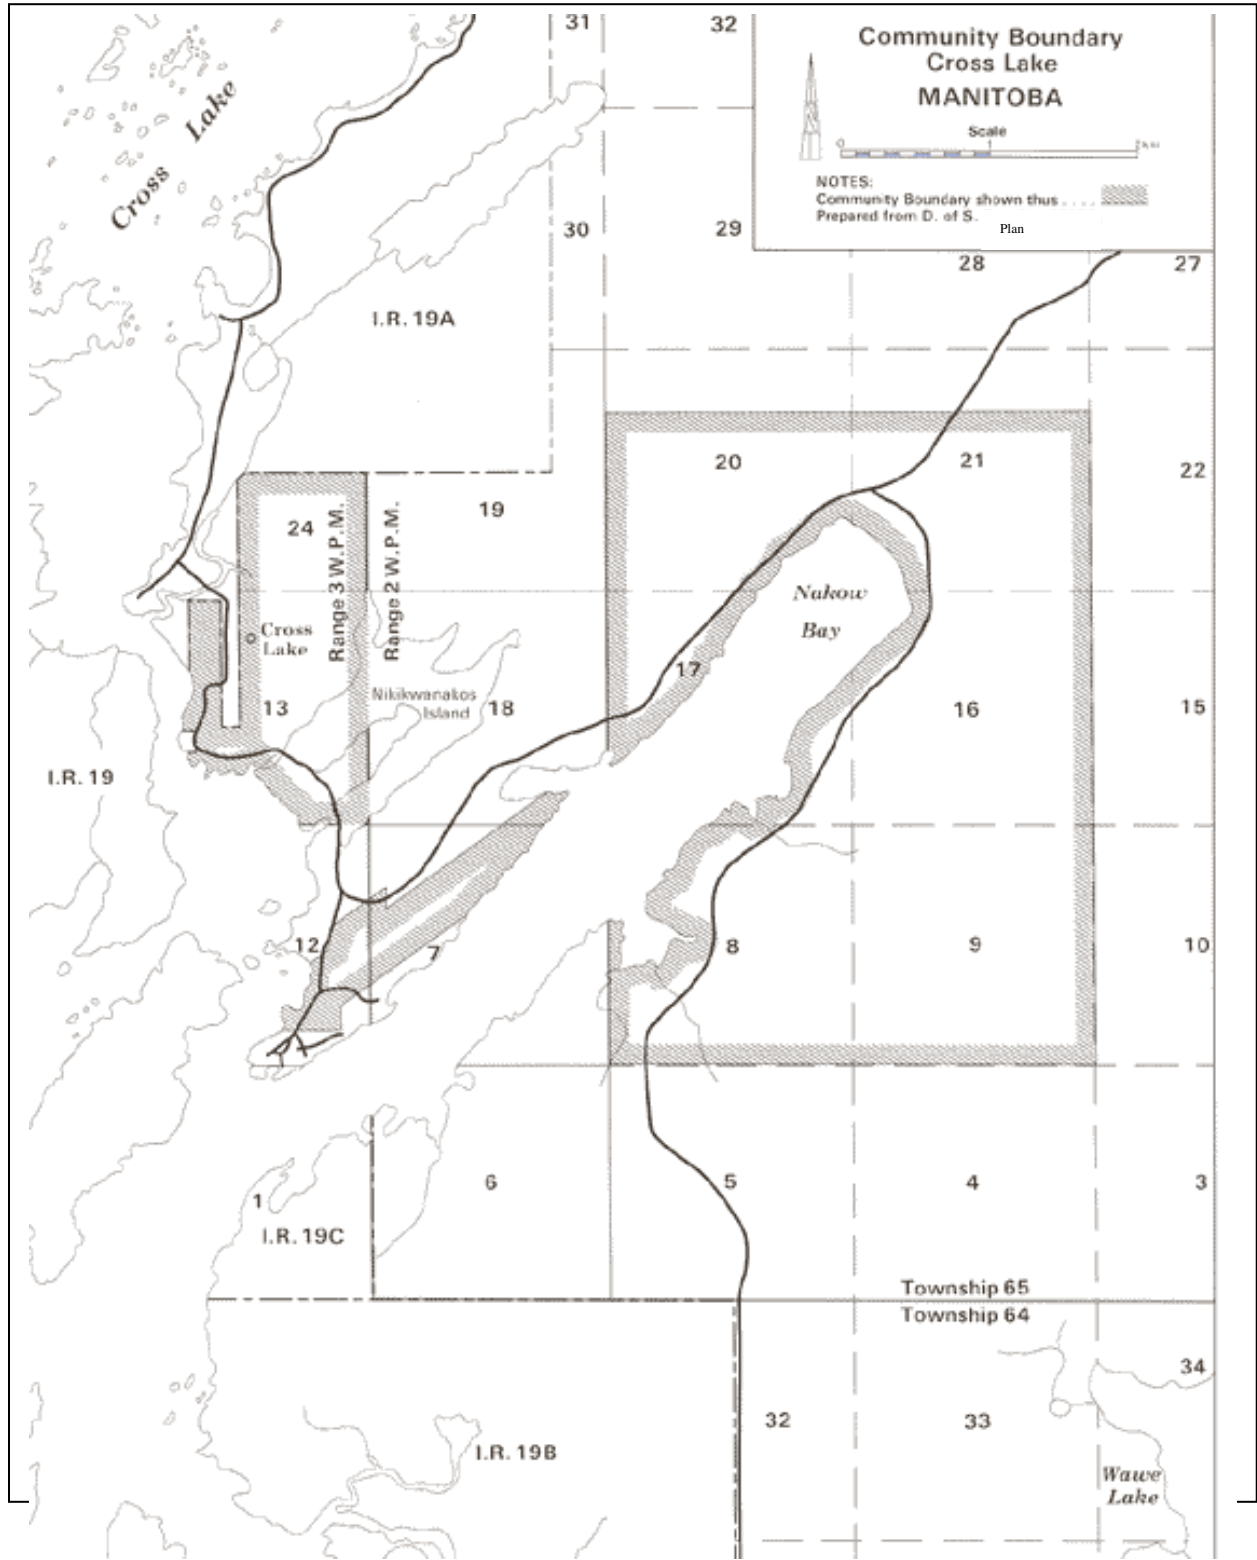 31
32
Community Boundary
Cross Lake
MANITOBA
Scale
0
1
NOTES:
Community Boundary shown thus ....
Prepared from D. of S.
Plan
Cross Lake
30
29
28
27
I.R. 19A
20
21
22
24
19
Range 3 W.P.M.
Range 2 W.P.M.
Nakow
Bay
Cross
Lake
17
Nikikwanakos
Island
13
18
16
15
I.R. 19
12
7
8
9
10
1
I.R. 19C
6
5
4
3
Township 65
Township 64
34
32
33
I.R. 19B
Wawe
Lake